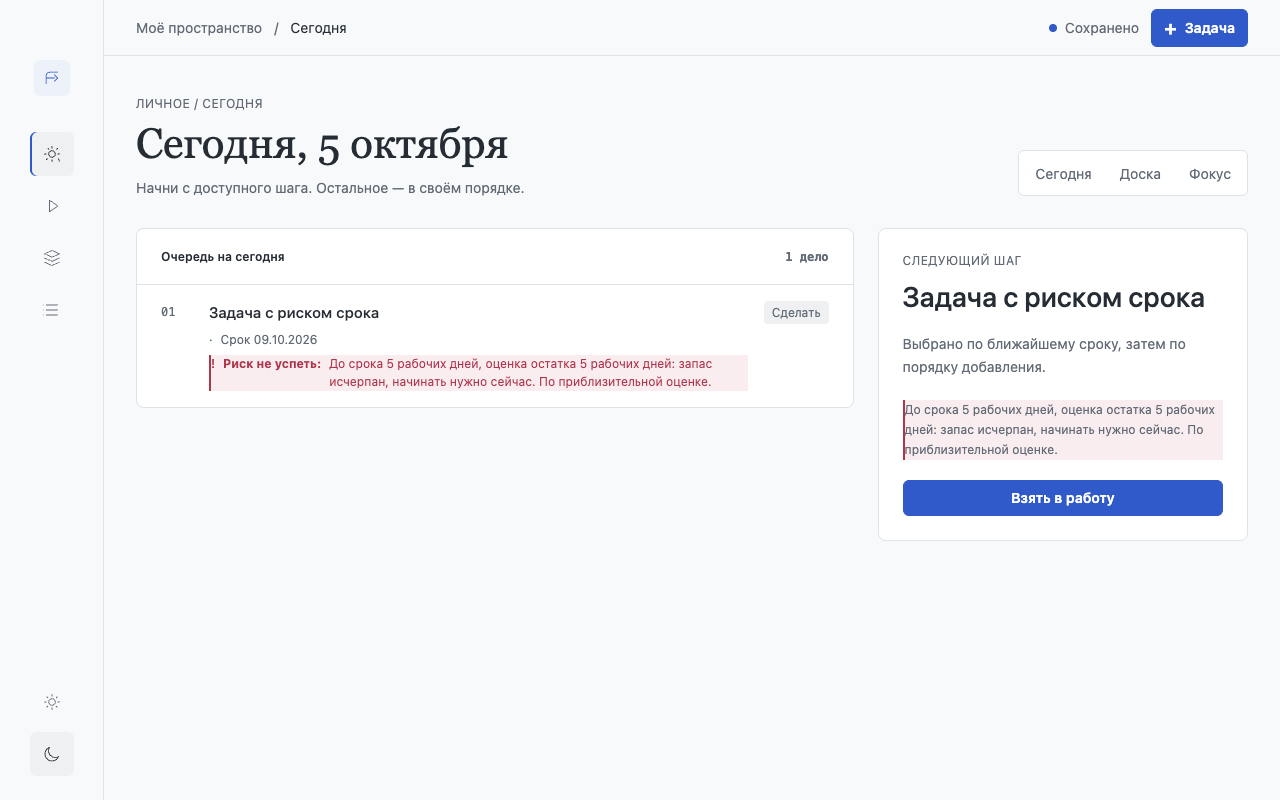 Моё пространство / Сегодня
Сохранено
+ Задача
ЛИЧНОЕ / СЕГОДНЯ
Сегодня, 5 октября
Начни с доступного шага. Остальное — в своём порядке.
Сегодня Доска Фокус
Очередь на сегодня
1 дело
01
Задача с риском срока
Сделать
· Срок 09.10.2026
! Риск не успеть: До срока 5 рабочих дней, оценка остатка 5 рабочих дней: запас
исчерпан, начинать нужно сейчас. По приблизительной оценке.
СЛЕДУЮЩИЙ ШАГ
Задача с риском срока
Выбрано по ближайшему сроку, затем по
порядку добавления.
До срока 5 рабочих дней, оценка остатка 5 рабочих
дней: запас исчерпан, начинать нужно сейчас. По
приблизительной оценке.
Взять в работу